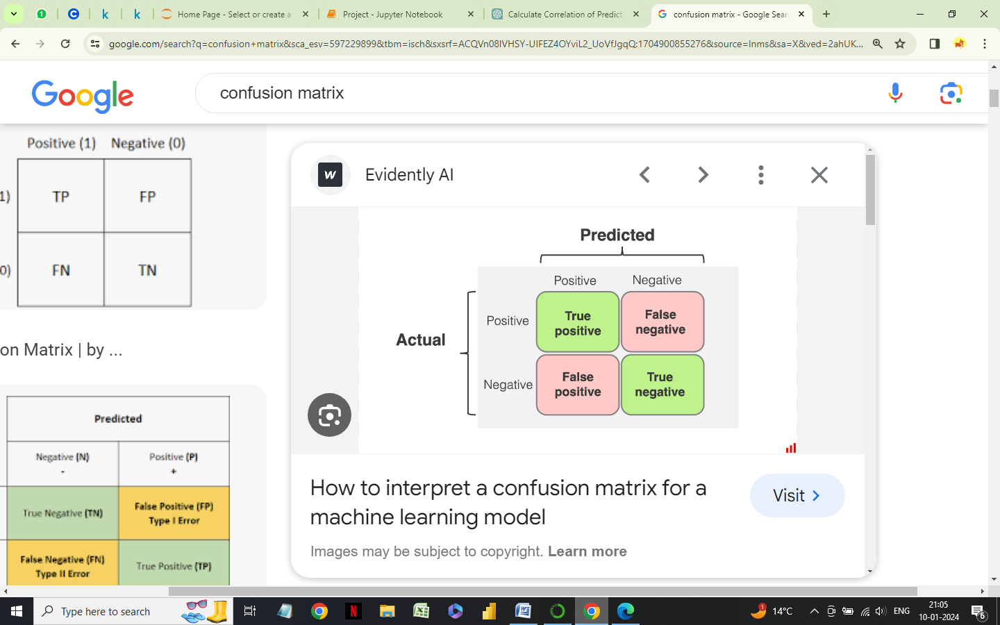 Home Page - Select or create a
Project - Jupyter Notebook
Calculate Correlation of Predicti
confusion matrix - Google Sear
google.com/search?q=confusion+matrix&sca_esv=597229899&tbm=isch&sxsrf=ACQVn08IVHSY-UIFEZ4OYviL2_UoVfJgqQ:1704900855276&source=lnms&sa=X&ved=2ahUK...
Google
confusion matrix
Positive (1) Negative (0)
1) TP FP
0) FN TN
on Matrix | by ...
Predicted
Negative (N) Positive (P)
- +
True Negative (TN) False Positive (FP)
Type I Error
False Negative (FN)
Type II Error
True Positive (TP)
w
Evidently AI
Predicted
Positive Negative
Actual
Positive
True
positive
False
negative
Negative
False
positive
True
negative
How to interpret a confusion matrix for a
machine learning model
Visit
Images may be subject to copyright. Learn more
Type here to search
14°C
ENG
21:05
10-01-2024
6